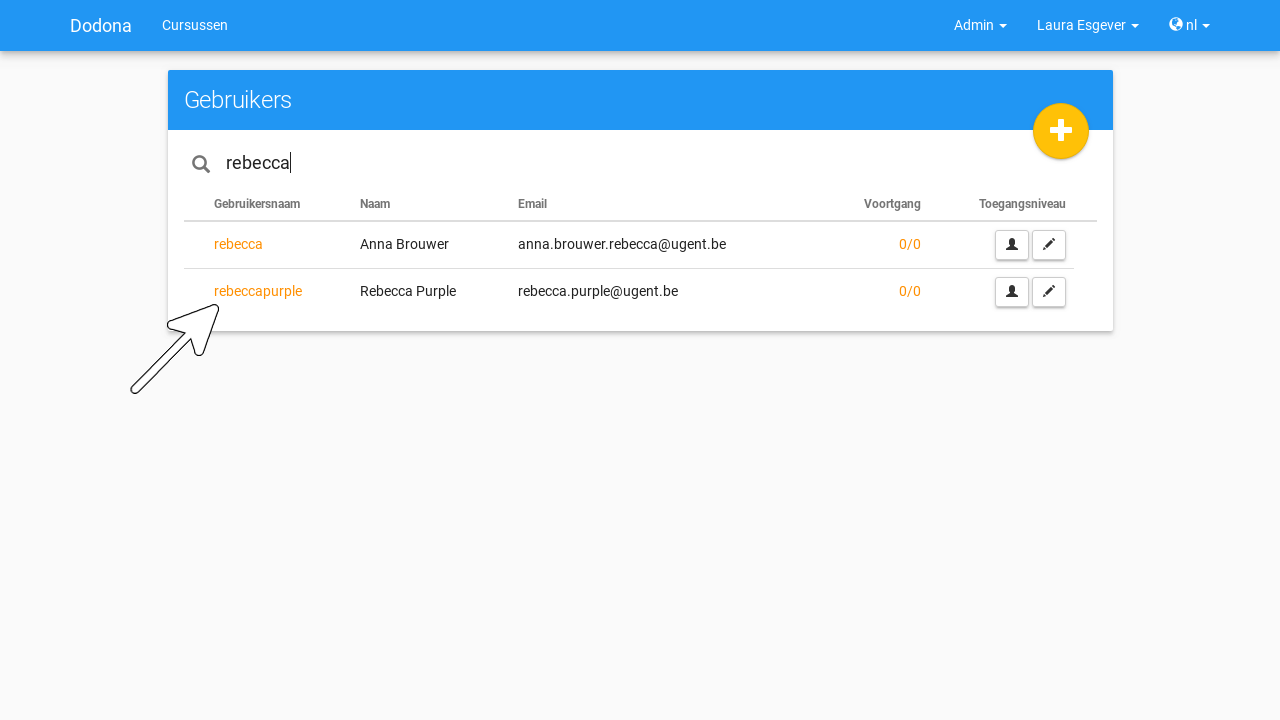 Dodona Cursussen Admin Laura Esgever nl
Gebruikers
rebecca
Gebruikersnaam Naam Email Voortgang Toegangsniveau
rebecca Anna Brouwer anna.brouwer.rebecca@ugent.be 0/0
rebeccapurple Rebecca Purple rebecca.purple@ugent.be 0/0